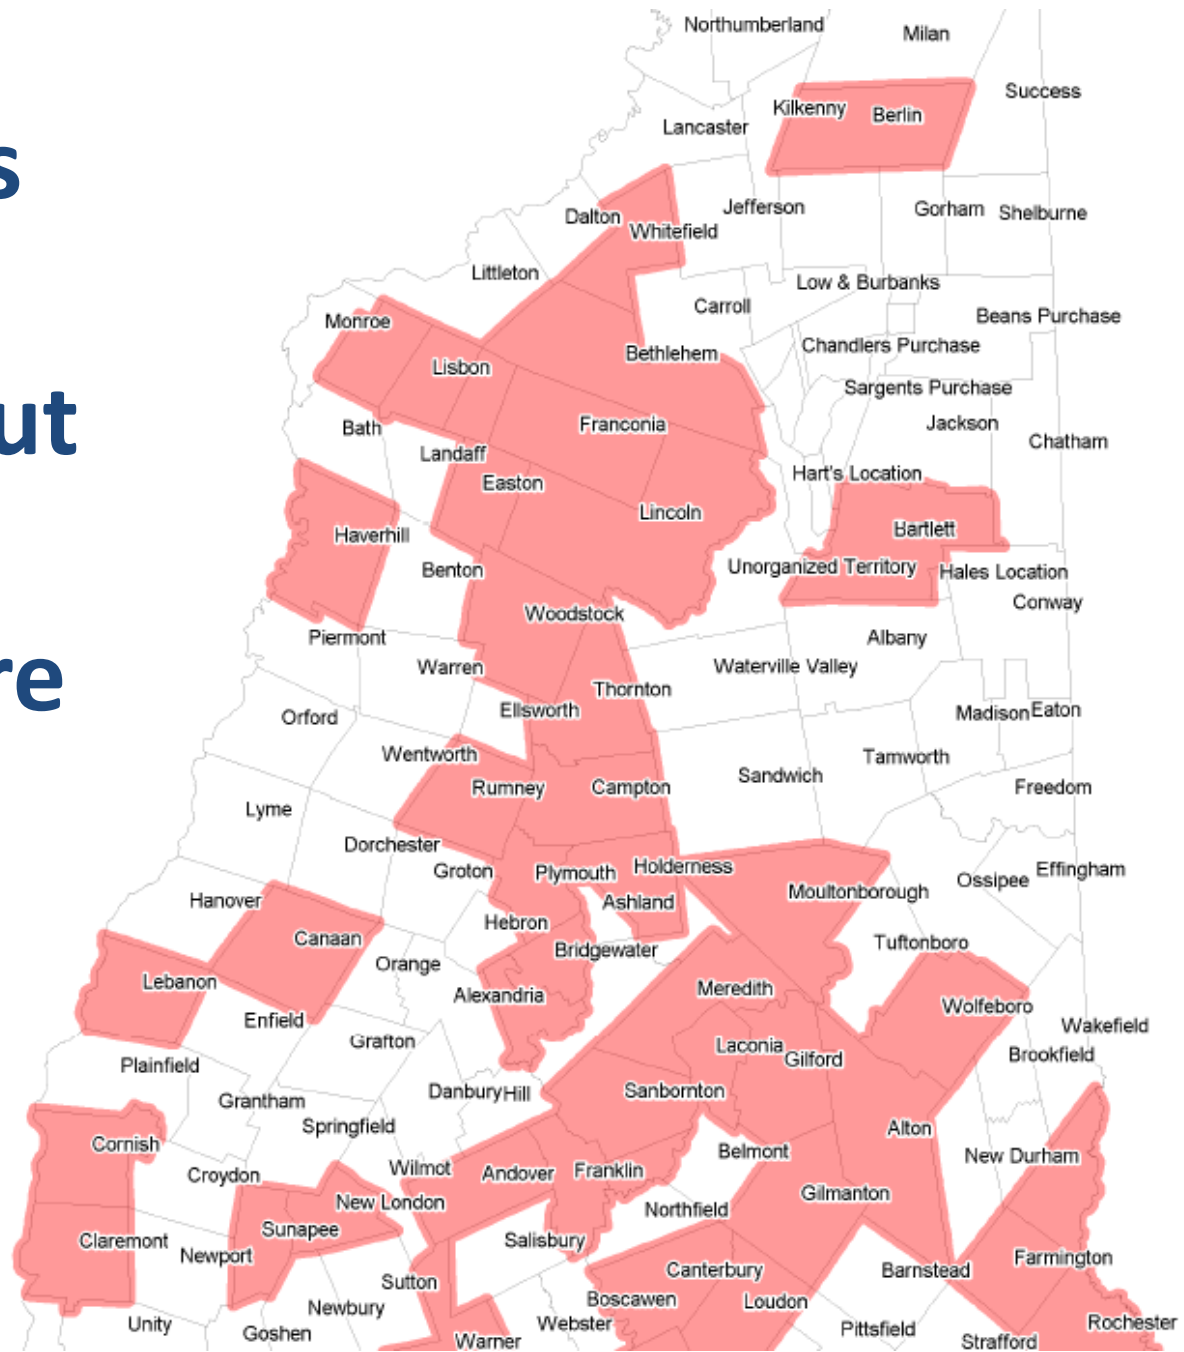 Northumberland
Milan
Success
s
Kilkenny
Berlin
Lancaster
Jefferson
Gorham
Shelburne
Dalton
Whitefield
Littleton
Low & Burbanks
Carroll
Beans Purchase
Monroe
Chandlers Purchase
Bethlehem
Lisbon
Sargents Purchase
ut
Bath
Franconia
Jackson
Chatham
Landaff
Hart's Location
Easton
Lincoln
Bartlett
Haverhill
Benton
Unorganized Territory
Hales Location
Conway
Woodstock
Piermont
Albany
re
Warren
Waterville Valley
Thornton
Orford
Ellsworth
Madison
Eaton
Wentworth
Tamworth
Rumney
Campton
Sandwich
Freedom
Lyme
Dorchester
Groton
Plymouth
Holderness
Effingham
Ossipee
Hanover
Ashland
Moultonborough
Hebron
Canaan
Bridgewater
Tuftonboro
Orange
Lebanon
Alexandria
Meredith
Wolfeboro
Enfield
Wakefield
Grafton
Laconia
Gilford
Brookfield
Plainfield
Danbury
Hill
Sanbornton
Grantham
Springfield
Alton
Cornish
Belmont
New Durham
Croydon
Wilmot
Andover
Franklin
New London
Gilmanton
Northfield
Sunapee
Claremont
Newport
Salisbury
Farmington
Canterbury
Barnstead
Sutton
Boscawen
Loudon
Newbury
Unity
Goshen
Webster
Pittsfield
Rochester
Warner
Strafford